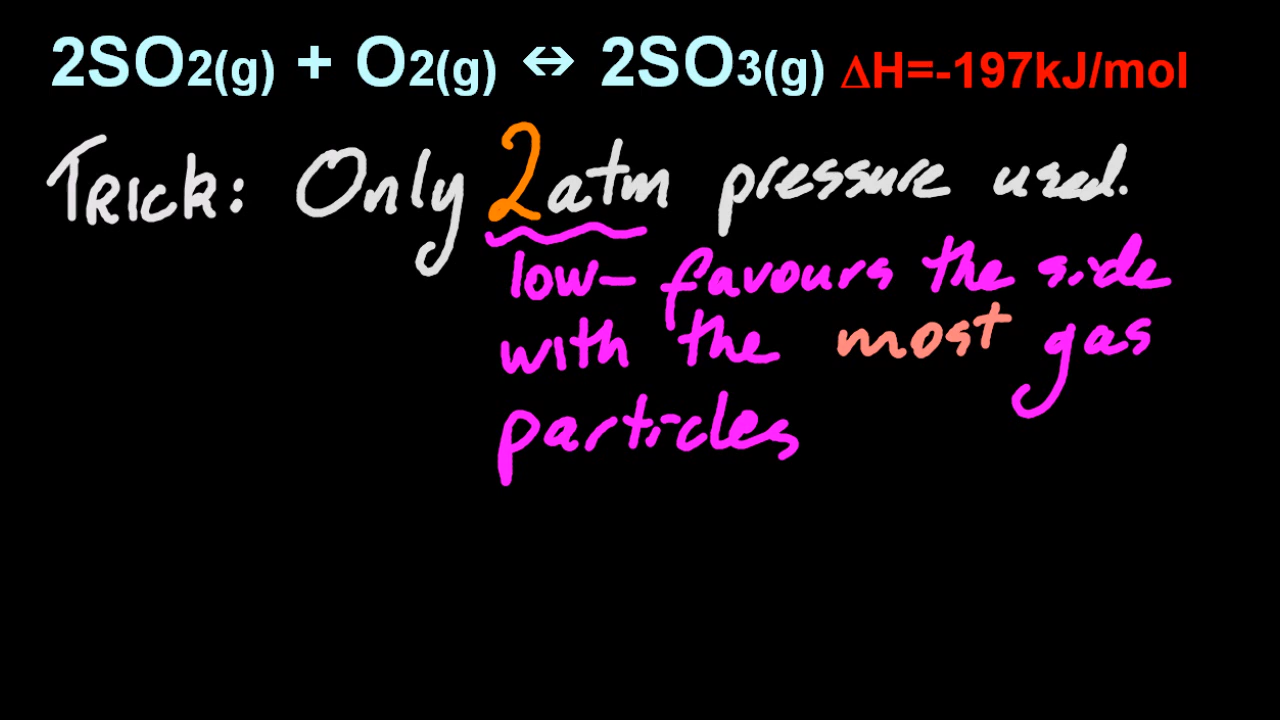 2SO2(g) + O2(g) ↔ 2SO3(g) ΔH=-197kJ/mol
Trick: Only 2atm pressure used.
low- favours the side
with the most gas
particles